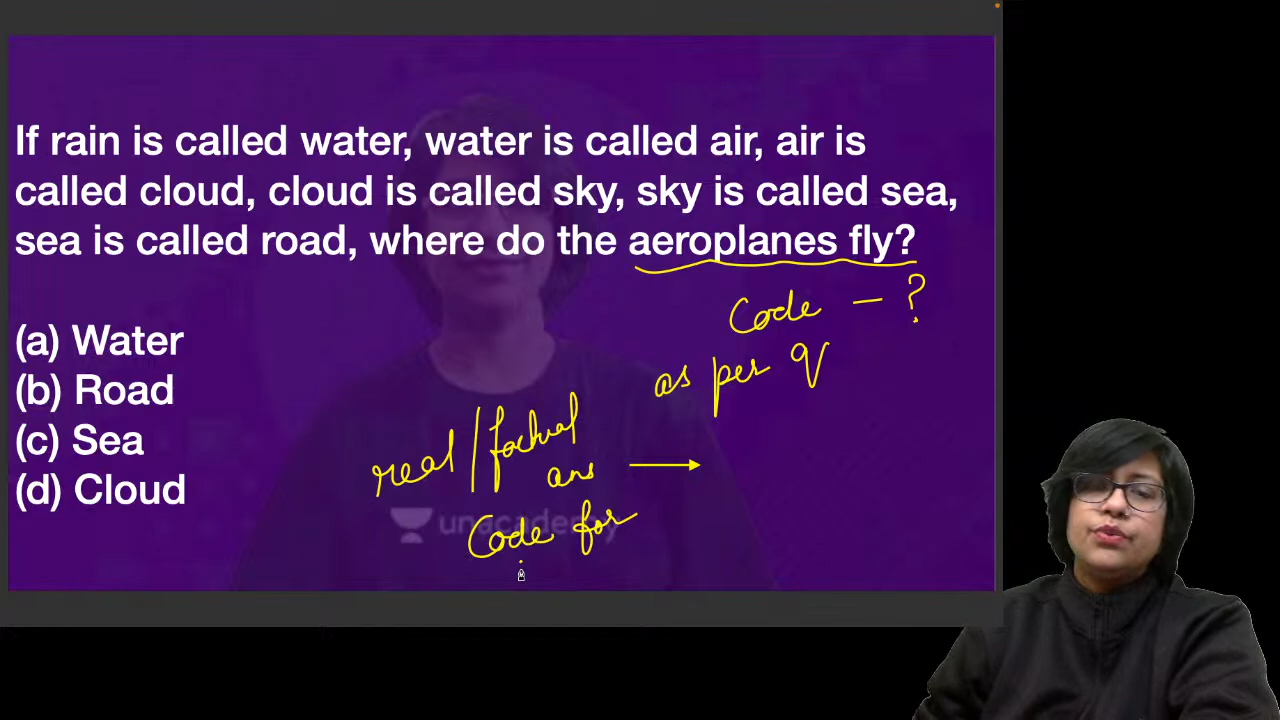 If rain is called water, water is called air, air is
called cloud, cloud is called sky, sky is called sea,
sea is called road, where do the aeroplanes fly?
Code - ?
as per q
(a) Water
(b) Road
(c) Sea
(d) Cloud
real/factual
ans →
Code for
unacademy